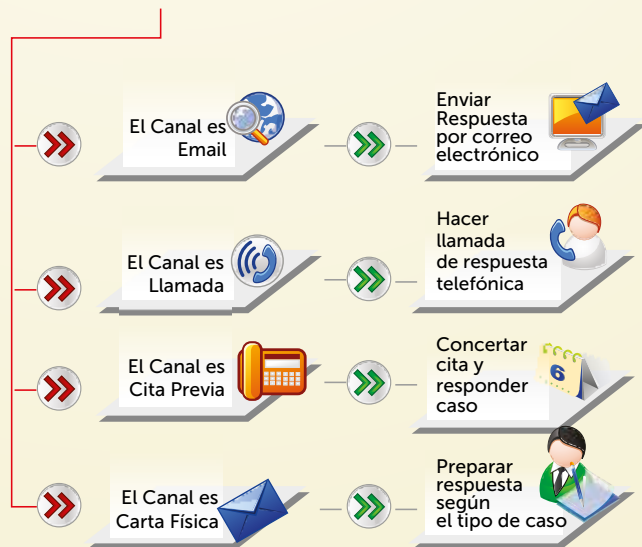 El Canal es
Email
Enviar
Respuesta
por correo
electrónico
El Canal es
Llamada
Hacer
llamada
de respuesta
telefónica
El Canal es
Cita Previa
Concertar
cita y
responder
caso
6
El Canal es
Carta Física
Preparar
respuesta
según
el tipo de caso